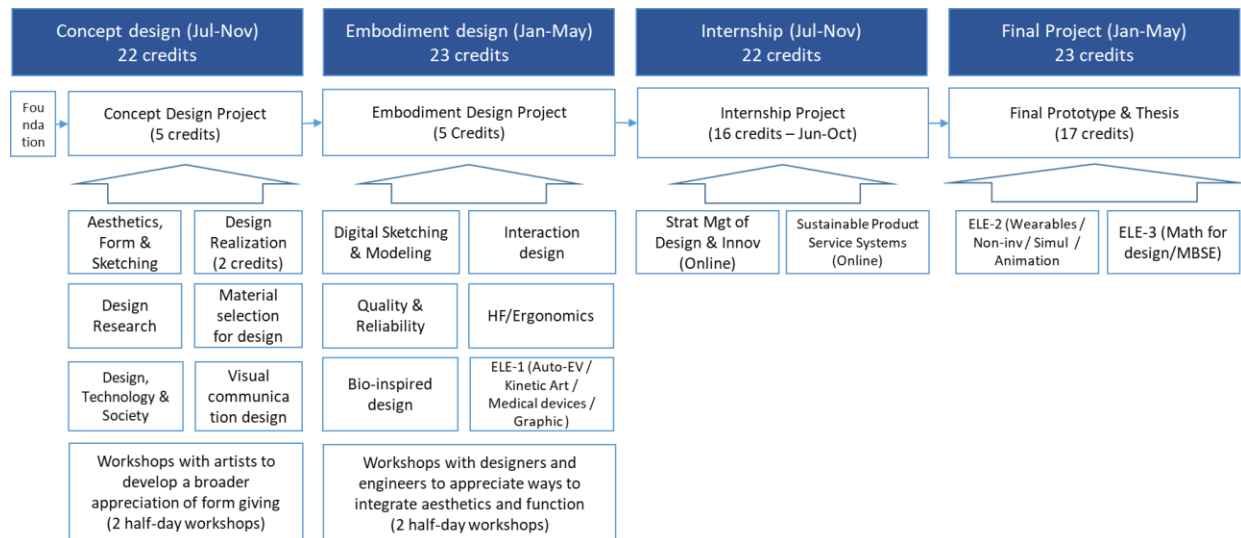 Concept design (Jul-Nov)
22 credits
Embodiment design (Jan-May)
23 credits
Internship (Jul-Nov)
22 credits
Final Project (Jan-May)
23 credits
Fou
nda
tion
Concept Design Project
(5 credits)
Embodiment Design Project
(5 Credits)
Internship Project
(16 credits – Jun-Oct)
Final Prototype & Thesis
(17 credits)
Aesthetics,
Form &
Sketching
Design
Realization
(2 credits)
Digital Sketching
& Modeling
Interaction
design
Strat Mgt of
Design & Innov
(Online)
Sustainable Product
Service Systems
(Online)
ELE-2 (Wearables /
Non-inv / Simul /
Animation
ELE-3 (Math for
design/MBSE)
Design
Research
Material
selection
for design
Quality &
Reliability
HF/Ergonomics
Design,
Technology &
Society
Visual
communica
tion design
Bio-inspired
design
ELE-1 (Auto-EV /
Kinetic Art /
Medical devices /
Graphic )
Workshops with artists to
develop a broader
appreciation of form giving
(2 half-day workshops)
Workshops with designers and
engineers to appreciate ways to
integrate aesthetics and function
(2 half-day workshops)